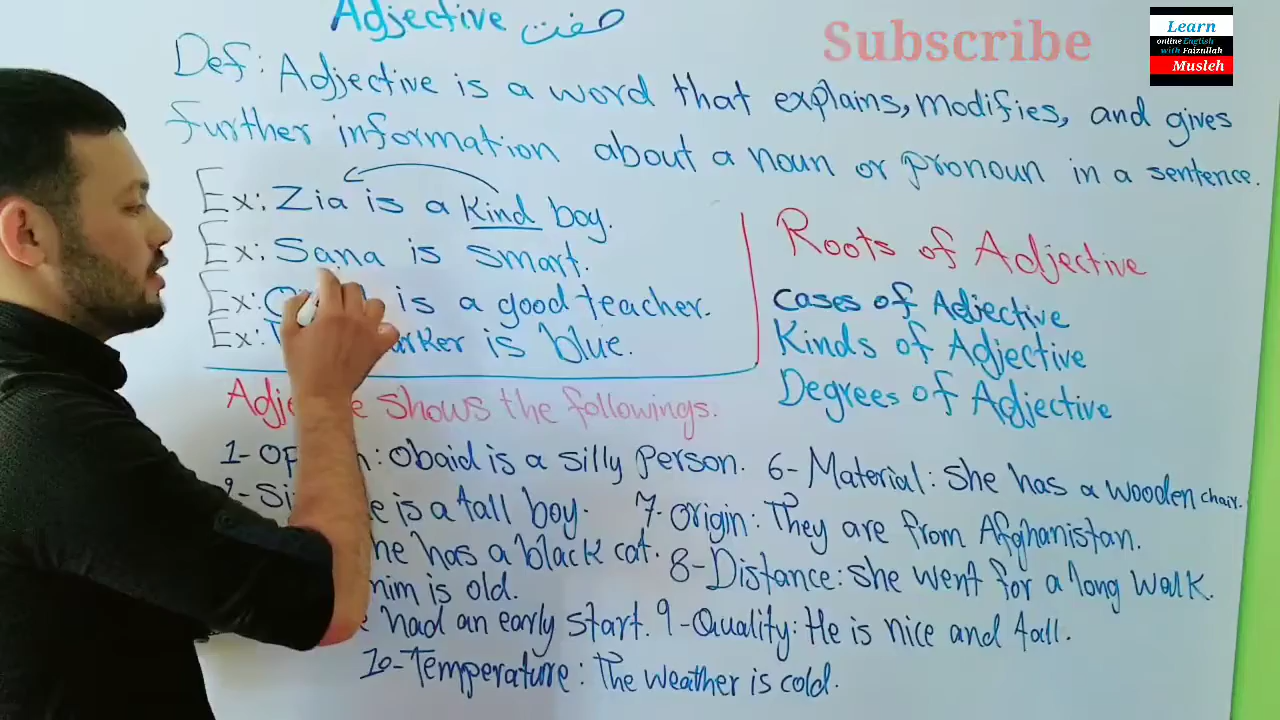 Adjective صفت
Subscribe
Learn
online English
with Faizullah
Musleh
Def: Adjective is a word that explains, modifies, and gives
further information about a noun or pronoun in a sentence.
Ex: Zia is a kind boy.
Ex: Sana is smart.
Ex: is a good teacher.
Ex: is blue.
Roots of Adjective
Cases of Adjective
Kinds of Adjective
Degrees of Adjective
shows the followings.
1- : Obaid is a silly person.
is a tall boy.
has a black cat.
is old.
had an early start.
6- Material: She has a wooden chair.
7- Origin: They are from Afghanistan.
8- Distance: She went for a long walk.
9- Quality: He is nice and tall.
10- Temperature: The weather is cold.